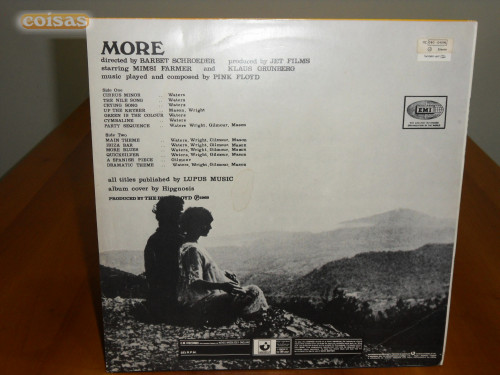 coisas
MORE
directed by BARBET SCHROEDER produced by JET FILMS
starring MIMSY FARMER and KLAUS GRUNBERG
music played and composed by PINK FLOYD
Side One
CIRRUS MINOR .. Waters
THE NILE SONG .. Waters
CRYING SONG .. Waters
UP THE KHYBER .. Mason, Wright
GREEN IS THE COLOUR .. Waters
CYMBALINE .. Waters
PARTY SEQUENCE .. Waters, Wright, Gilmour, Mason
Side Two
MAIN THEME .. Waters, Wright, Gilmour, Mason
IBIZA BAR .. Waters, Wright, Gilmour, Mason
MORE BLUES .. Waters, Wright, Gilmour, Mason
QUICKSILVER .. Waters, Wright, Gilmour, Mason
A SPANISH PIECE .. Gilmour
DRAMATIC THEME .. Waters, Wright, Gilmour, Mason
all titles published by LUPUS MUSIC
album cover by Hipgnosis
PRODUCED BY THE PINK FLOYD
EMI